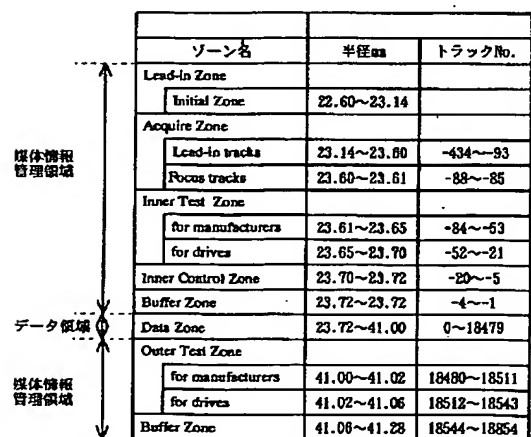 ゾーン名 半径mm トラックNo.
Lead-in Zone
Initial Zone 22.60~23.14
Acquire Zone
Lead-in tracks 23.14~23.60 -434~-93
Focus tracks 23.60~23.61 -88~-85
Inner Test Zone
for manufacturers 23.61~23.65 -84~-53
for drives 23.65~23.70 -52~-21
Inner Control Zone 23.70~23.72 -20~-5
Buffer Zone 23.72~23.72 -4~-1
Data Zone 23.72~41.00 0~18479
Outer Test Zone
for manufacturers 41.00~41.02 18480~18511
for drives 41.02~41.06 18512~18543
Buffer Zone 41.06~41.28 18544~18854
媒体情報
管理領域
データ領域
媒体情報
管理領域